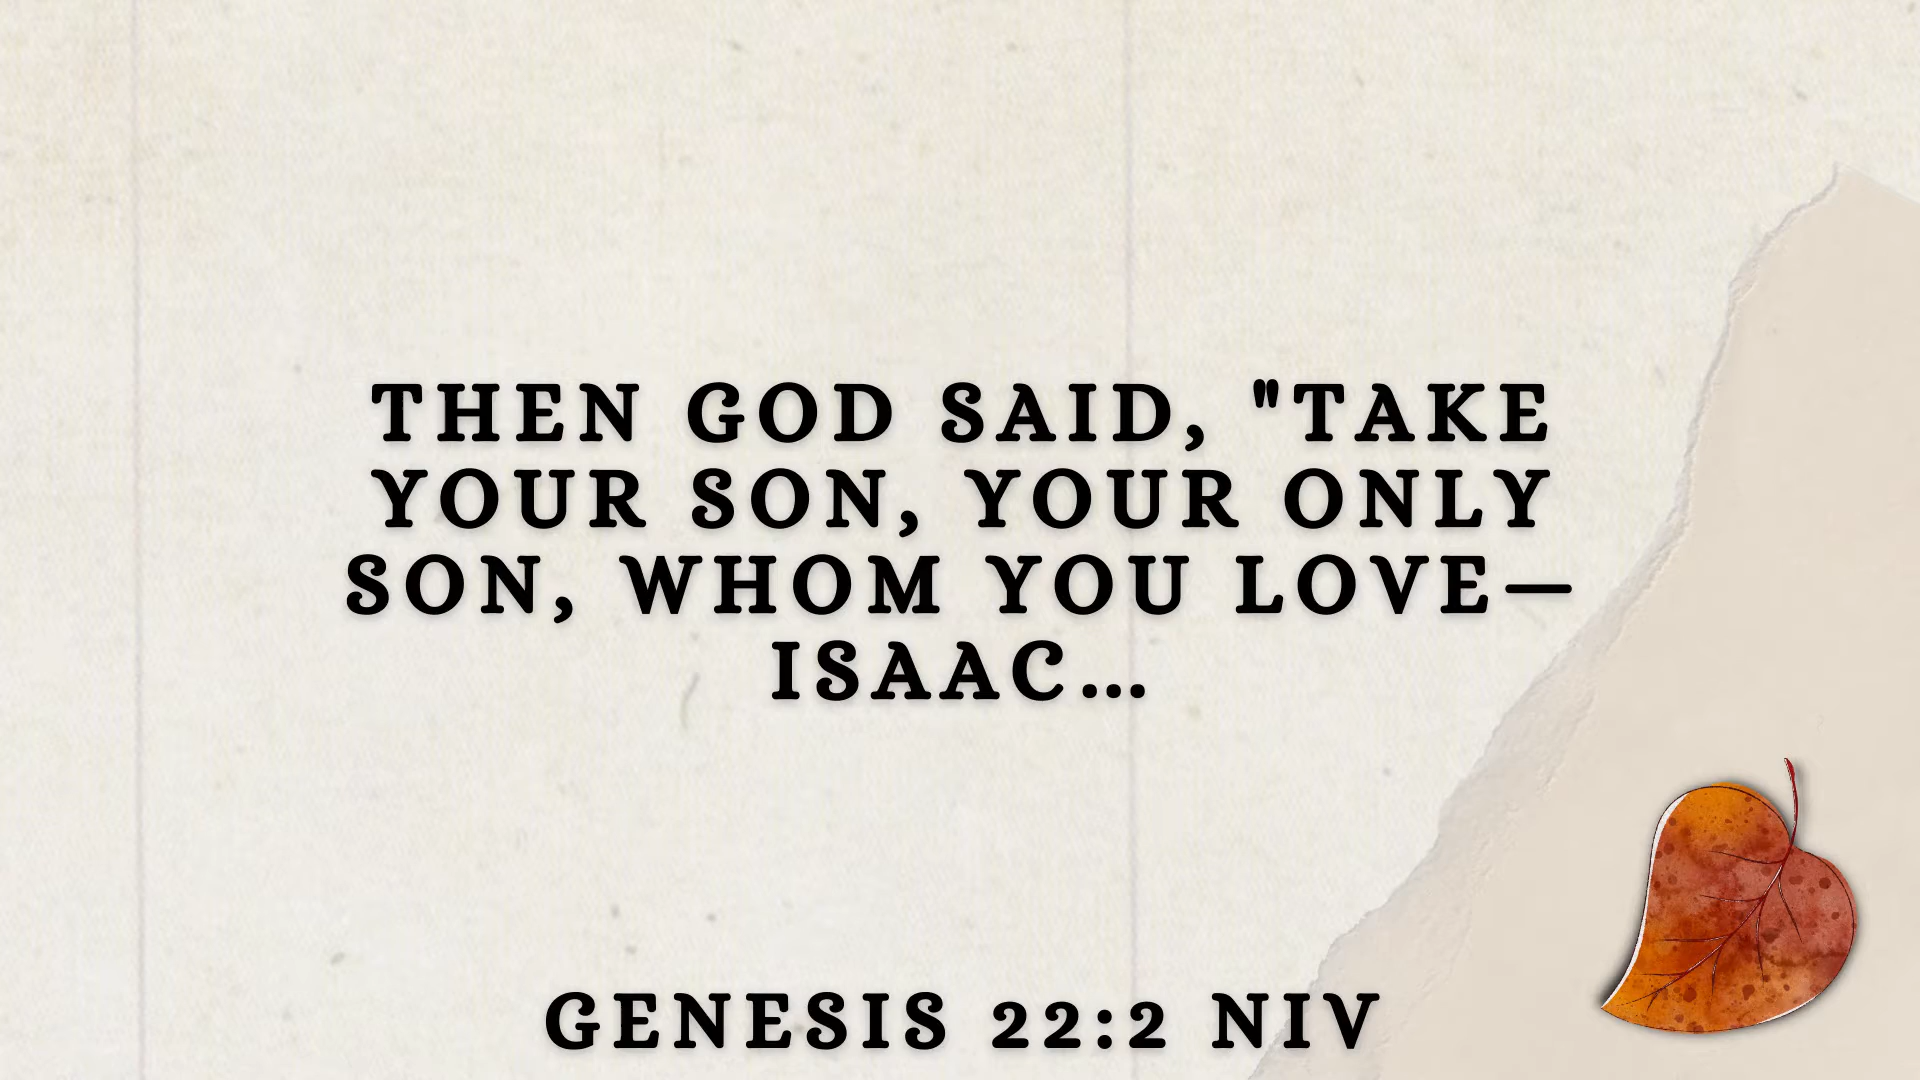 THEN GOD SAID, "TAKE
YOUR SON, YOUR ONLY
SON, WHOM YOU LOVE—
ISAAC...
GENESIS 22:2 NIV